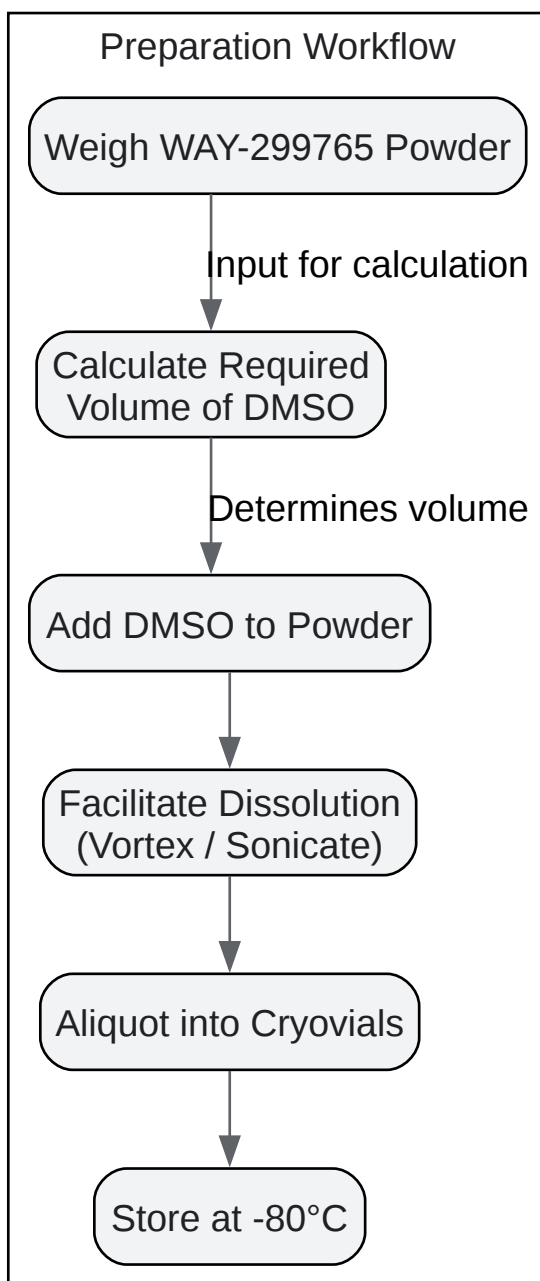 Preparation Workflow
Weigh WAY-299765 Powder
Input for calculation
Calculate Required
Volume of DMSO
Determines volume
Add DMSO to Powder
Facilitate Dissolution
(Vortex / Sonicate)
Aliquot into Cryovials
Store at -80°C